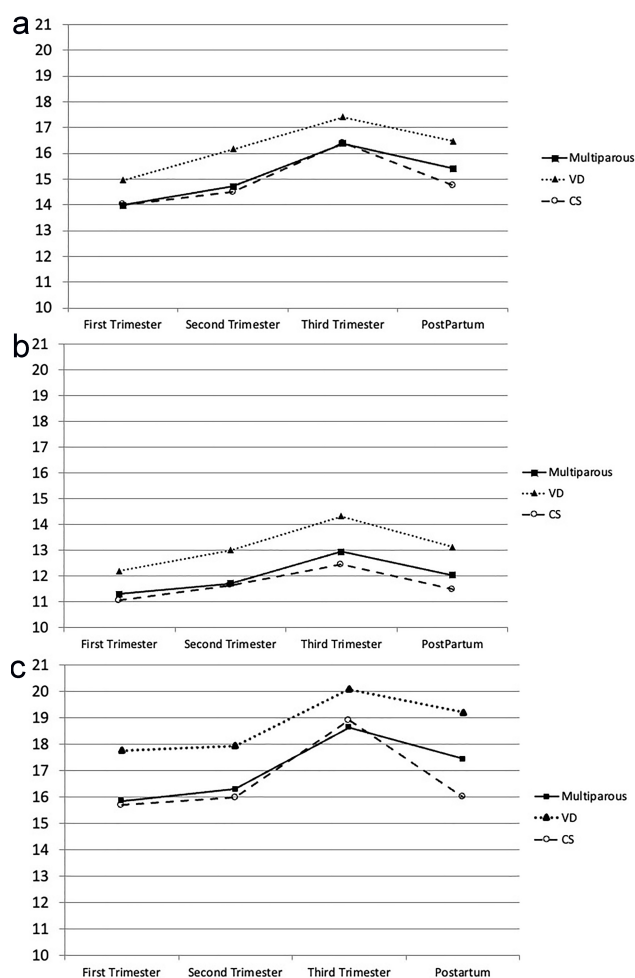 a
21
20
19
18
17
16
15
14
13
12
11
10
First Trimester Second Trimester Third Trimester PostPartum
Multiparous
VD
CS
b
21
20
19
18
17
16
15
14
13
12
11
10
First Trimester Second Trimester Third Trimester PostPartum
Multiparous
VD
CS
c
21
20
19
18
17
16
15
14
13
12
11
10
First Trimester Second Trimester Third Trimester Postartum
Multiparous
VD
CS